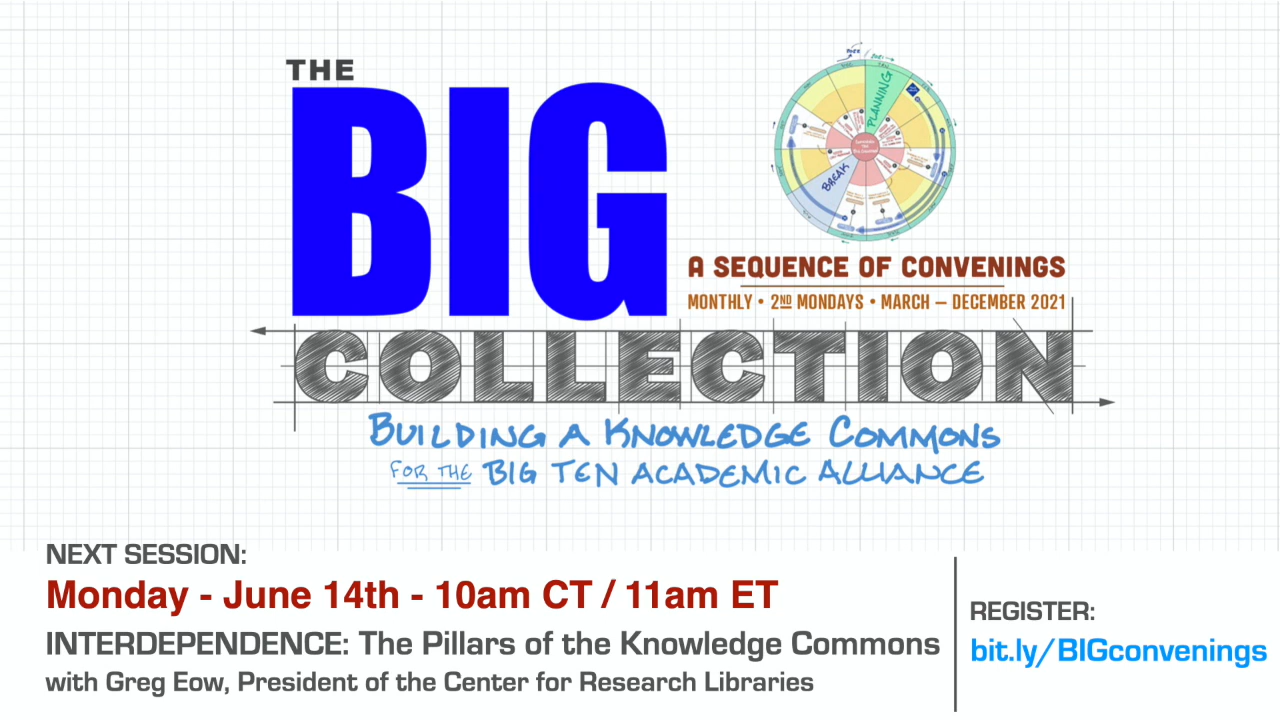 THE
BIG
PLANNING
BREAK
A SEQUENCE OF CONVENINGS
MONTHLY • 2ND MONDAYS • MARCH – DECEMBER 2021
COLLECTION
BUILDING A KNOWLEDGE COMMONS
FOR THE BIG TEN ACADEMIC ALLIANCE
NEXT SESSION:
Monday - June 14th - 10am CT / 11am ET
INTERDEPENDENCE: The Pillars of the Knowledge Commons
with Greg Eow, President of the Center for Research Libraries
REGISTER:
bit.ly/BIGconvenings